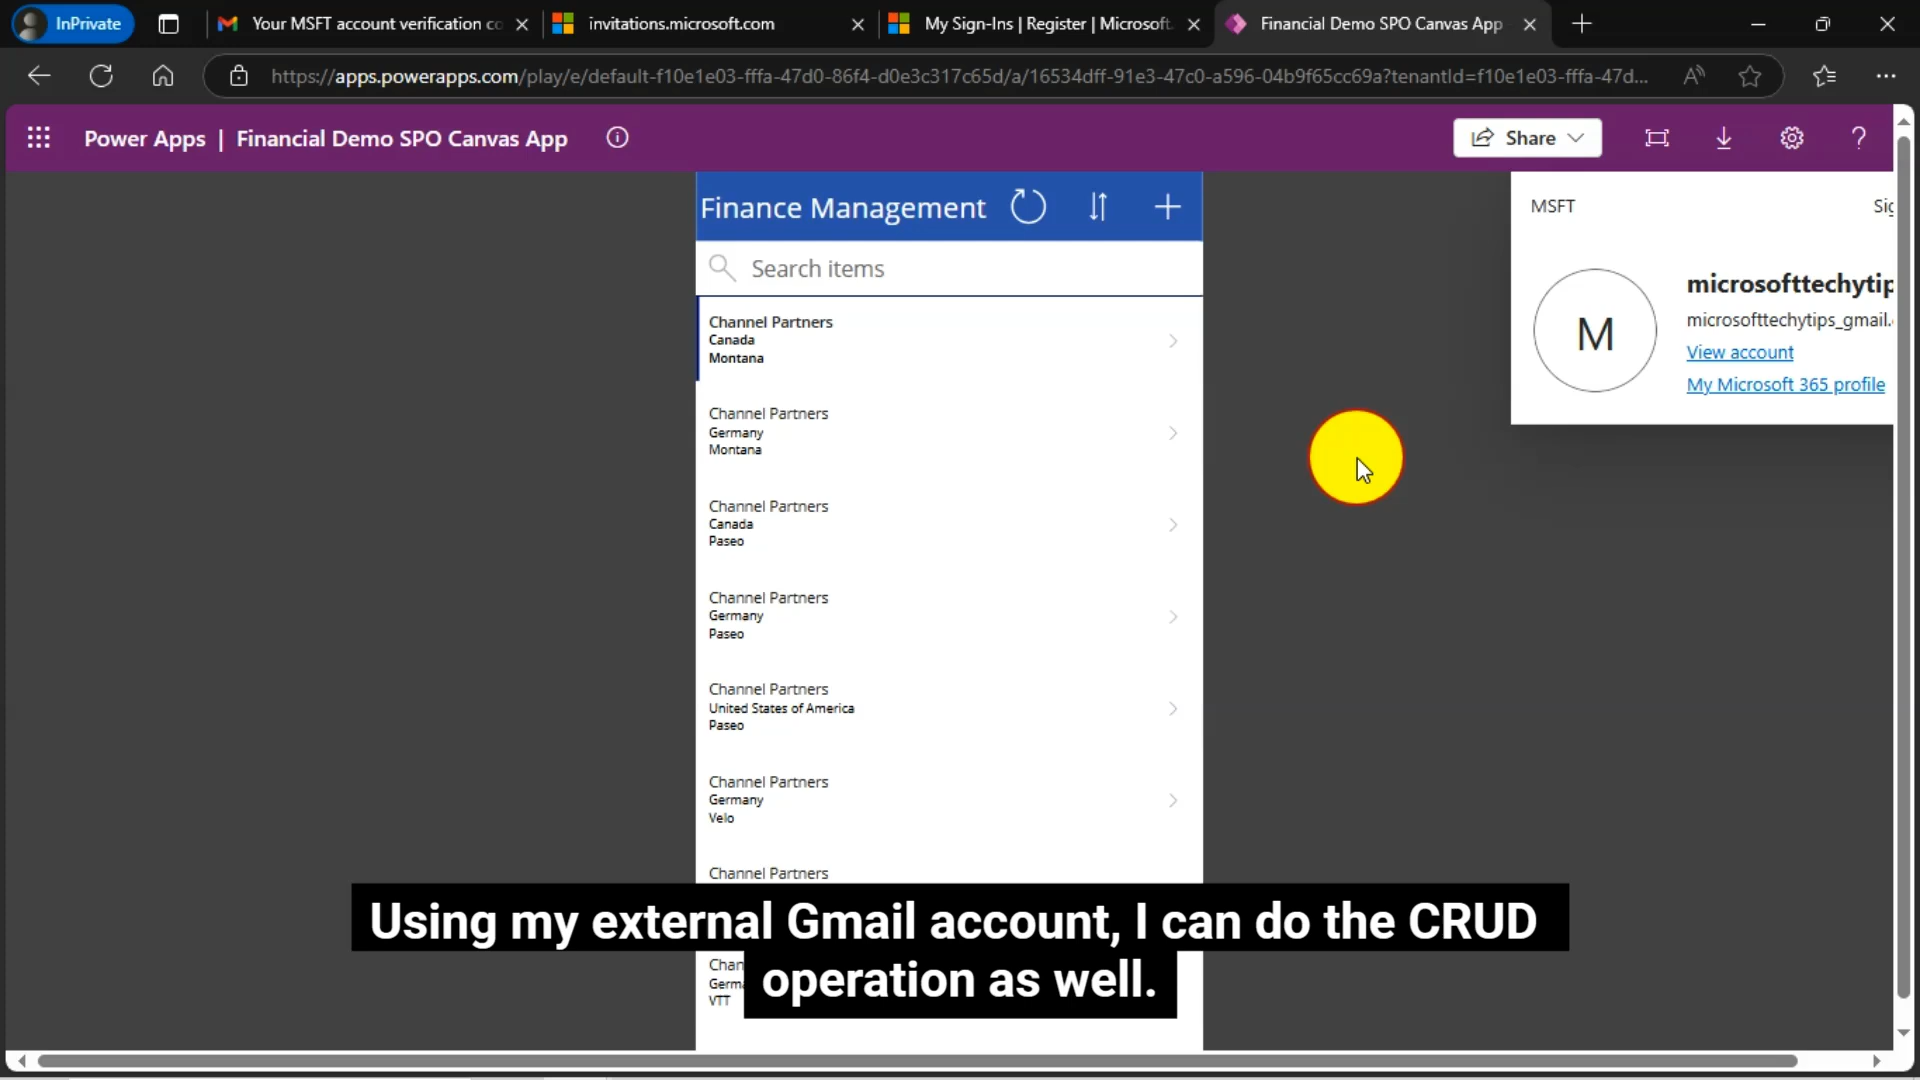 InPrivate
Your MSFT account verification co
invitations.microsoft.com
My Sign-Ins | Register | Microsoft.
Financial Demo SPO Canvas App
https://apps.powerapps.com/play/e/default-f10e1e03-fffa-47d0-86f4-d0e3c317c65d/a/16534dff-91e3-47c0-a596-04b9f65cc69a?tenantId=f10e1e03-fffa-47d...
Power Apps | Financial Demo SPO Canvas App
Share
Finance Management
Search items
MSFT
Sig
M
microsofttechytip
microsofttechytips_gmail.
View account
My Microsoft 365 profile
Channel Partners
Canada
Montana
Channel Partners
Germany
Montana
Channel Partners
Canada
Paseo
Channel Partners
Germany
Paseo
Channel Partners
United States of America
Paseo
Channel Partners
Germany
Velo
Channel Partners
Using my external Gmail account, I can do the CRUD
operation as well.
Chan
Germa
VTT